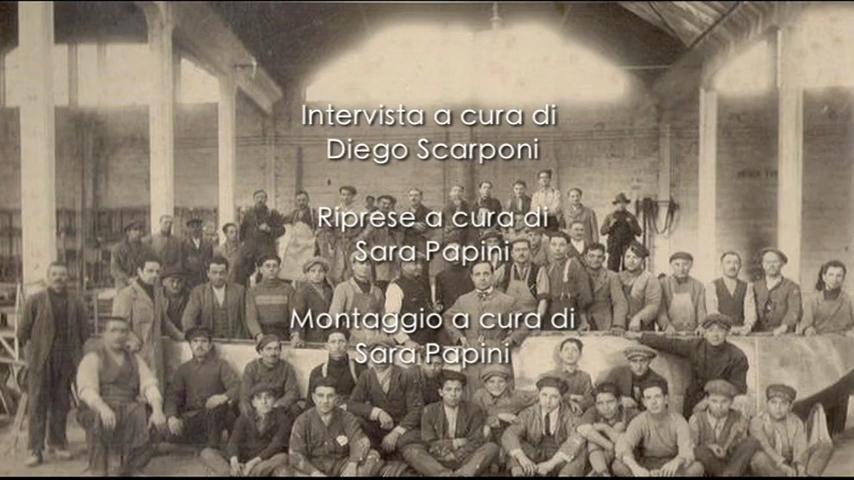 Intervista a cura di
Diego Scarponi
Riprese a cura di
Sara Papini
Montaggio a cura di
Sara Papini